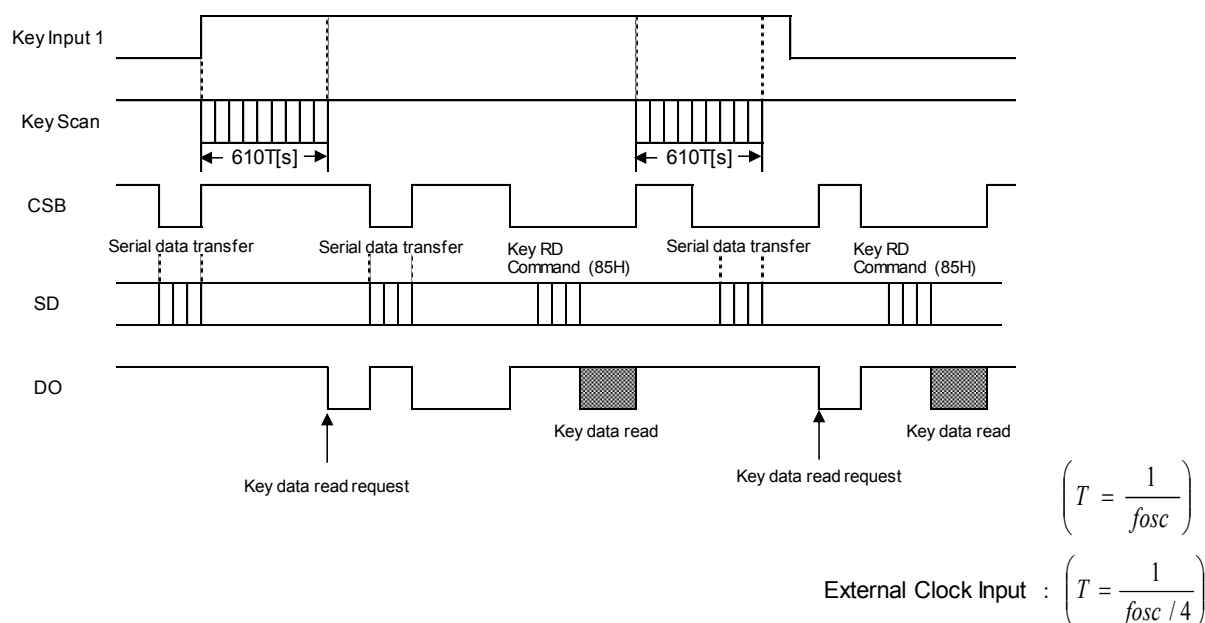 Key Input 1
Key Scan
610T[s] 610T[s]
CSB
Serial data transfer Serial data transfer Key RD Command (85H) Serial data transfer Key RD Command (85H)
SD
DO
Key data read Key data read
Key data read request Key data read request
( T = 1 / fosc )
External Clock Input : ( T = 1 / (fosc / 4) )